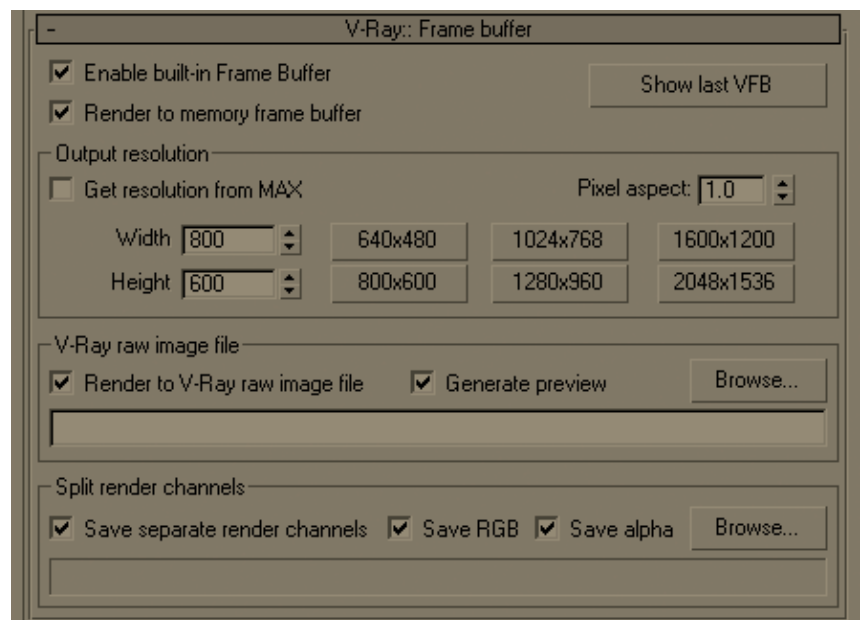 - V-Ray:: Frame buffer
Enable built-in Frame Buffer
Show last VFB
Render to memory frame buffer
Output resolution
Get resolution from MAX
Pixel aspect: 1.0
Width 800 640x480 1024x768 1600x1200
Height 600 800x600 1280x960 2048x1536
V-Ray raw image file
Render to V-Ray raw image file Generate preview Browse...
Split render channels
Save separate render channels Save RGB Save alpha Browse...